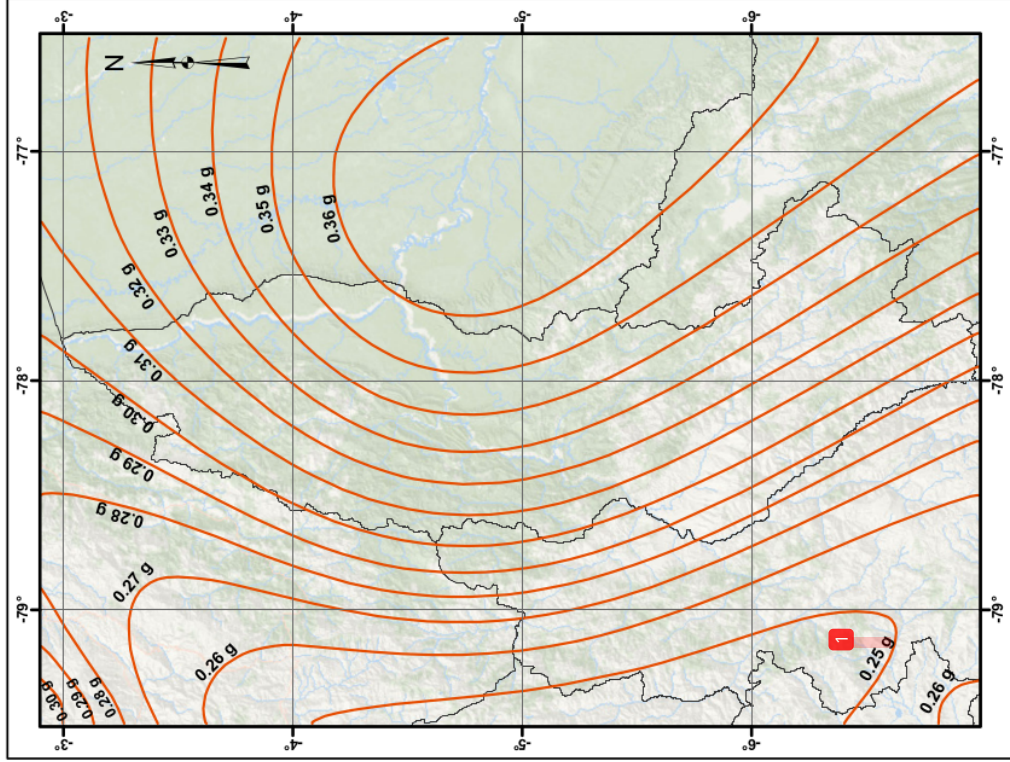 -3°
-4°
-5°
-6°
N
-77°
-77°
0.34 g
0.35 g
0.36 g
0.33 g
0.32 g
0.31 g
-78°
-78°
0.30 g
0.29 g
0.28 g
0.27 g
-79°
-79°
0.26 g
1
0.25 g
0.30 g
0.29 g
0.28 g
0.26 g
-3°
-4°
-5°
-6°